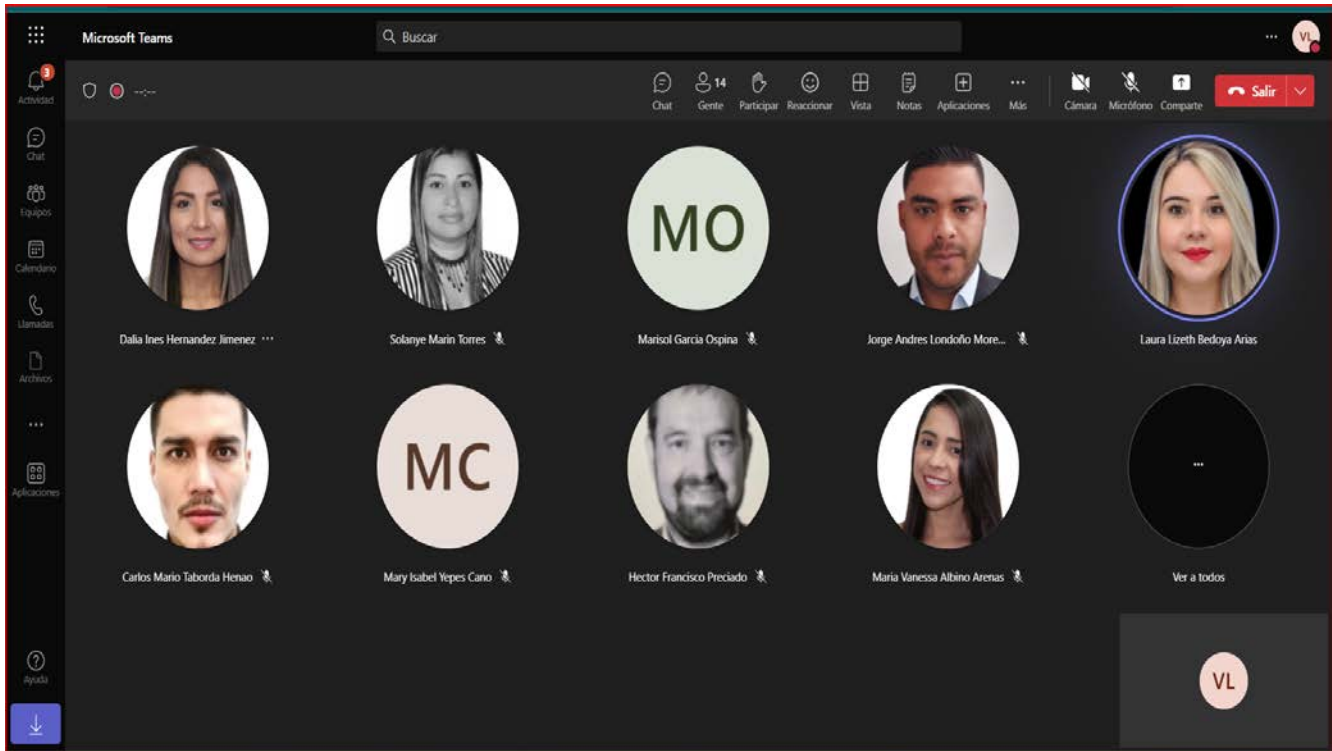 Microsoft Teams
Buscar
VL
3
Actividad
--:--
14
Chat
Gente
Participar
Reaccionar
Vista
Notas
Aplicaciones
Más
Cámara
Micrófono
Comparte
Salir
Chat
Equipos
Calendario
Llamadas
Archivos
Aplicaciones
Ayuda
MO
Dalia Ines Hernandez Jimenez ...
Solanye Marin Torres
Marisol Garcia Ospina
Jorge Andres Londoño More...
Laura Lizeth Bedoya Arias
MC
Carlos Mario Taborda Henao
Mary Isabel Yepes Cano
Hector Francisco Preciado
Maria Vanessa Albino Arenas
Ver a todos
VL